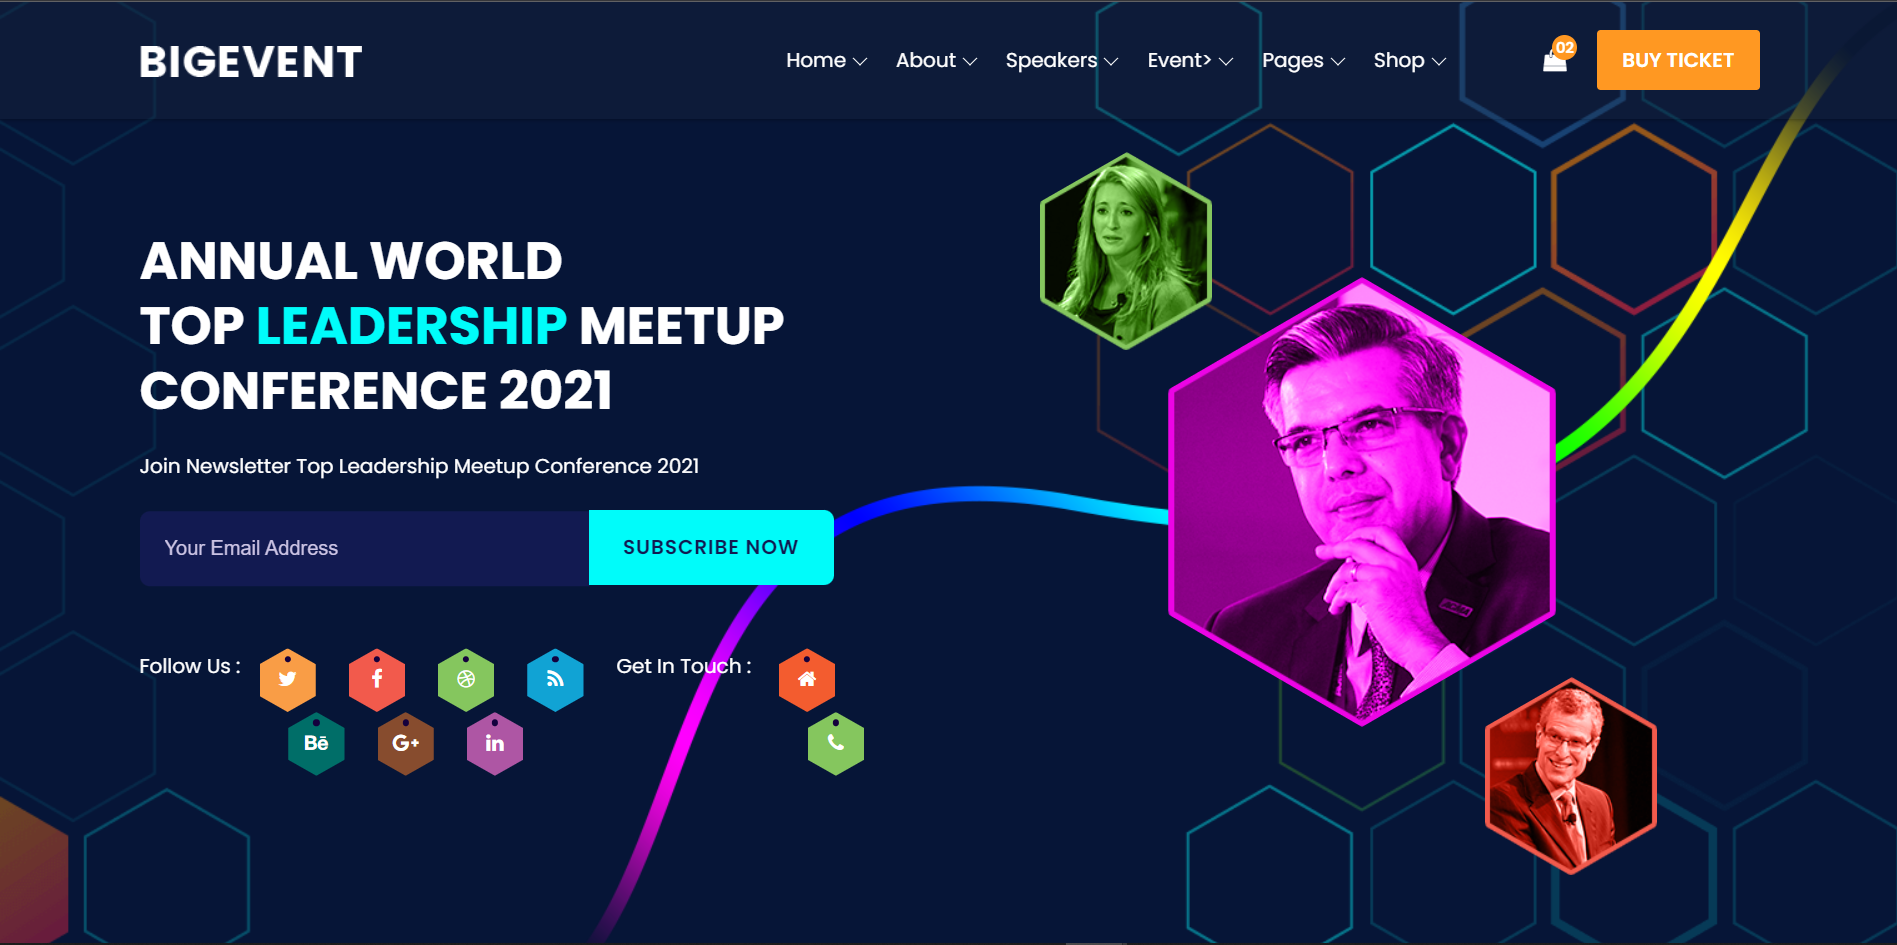 BIGEVENT
Home About Speakers Event> Pages Shop
02
BUY TICKET
ANNUAL WORLD
TOP LEADERSHIP MEETUP
CONFERENCE 2021
Join Newsletter Top Leadership Meetup Conference 2021
Your Email Address
SUBSCRIBE NOW
Follow Us :
Get In Touch :
Bē
G+
in